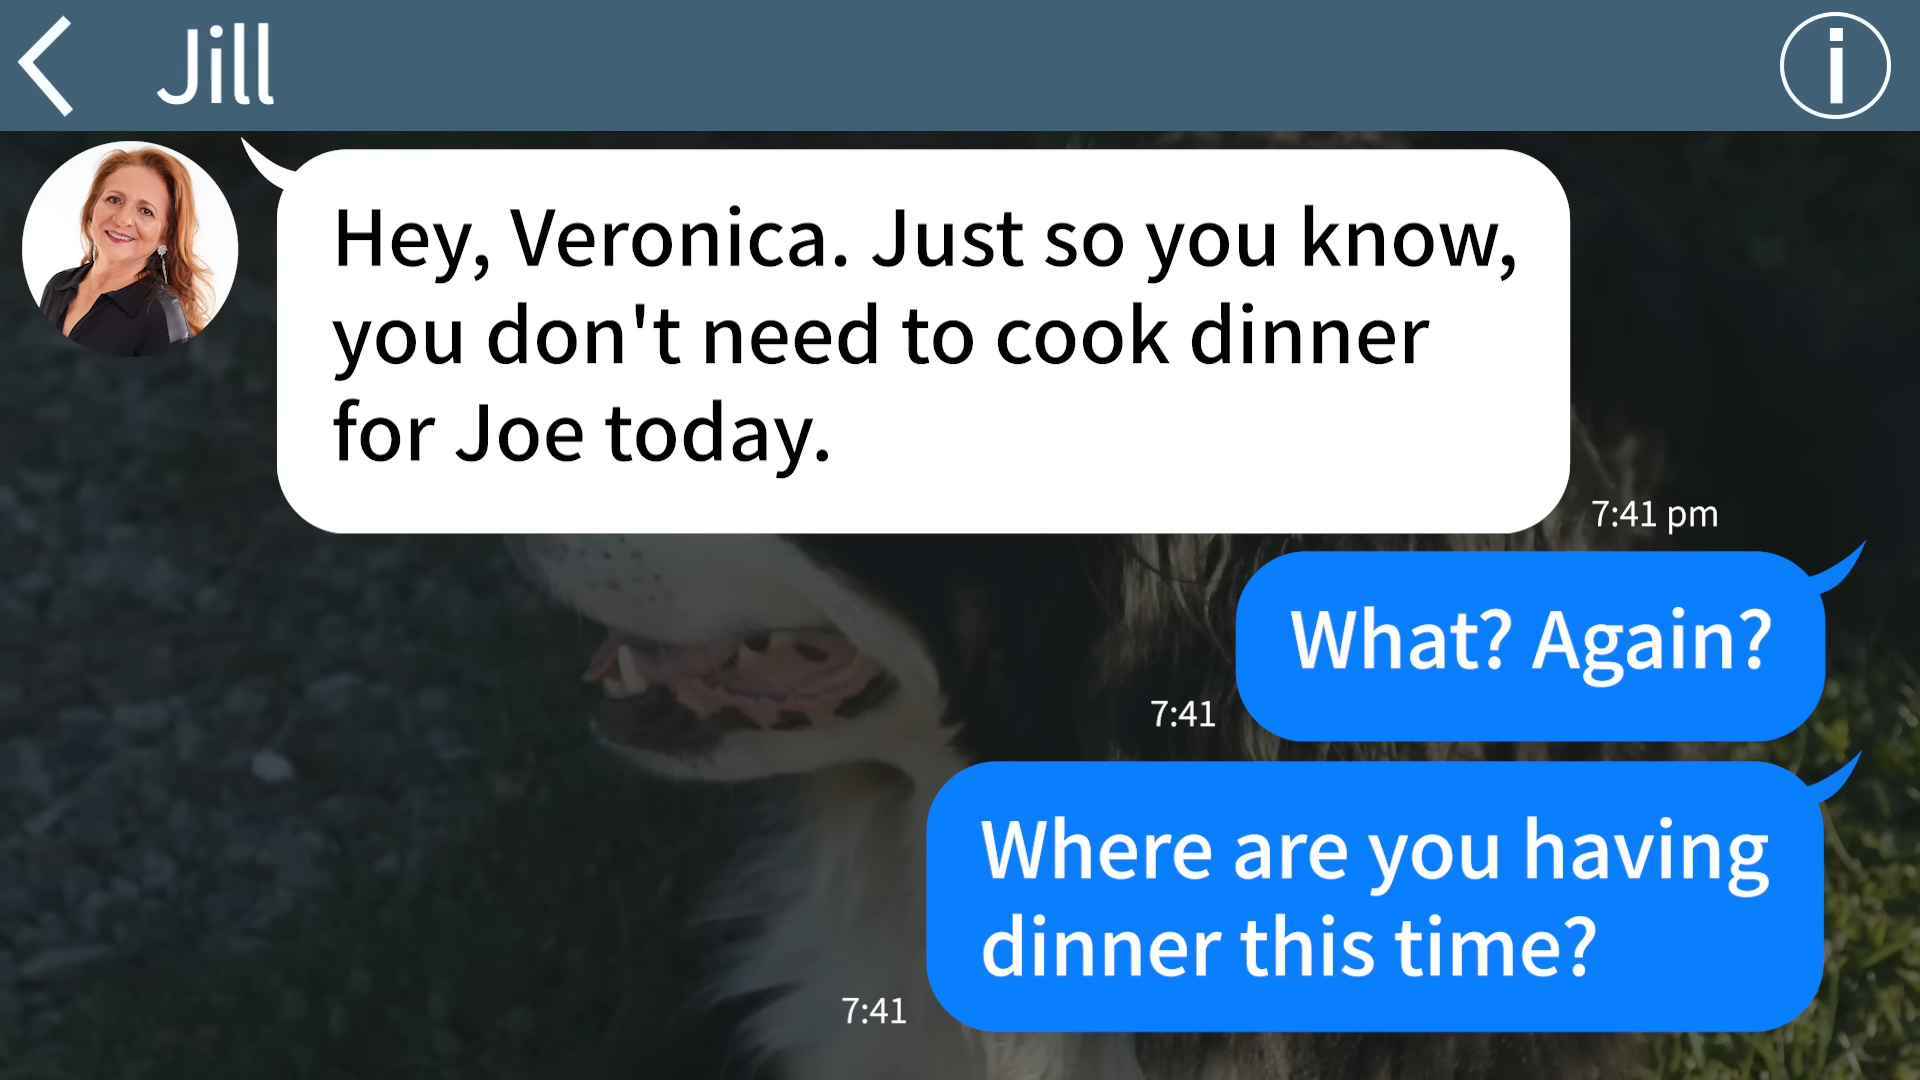 Jill
i
Hey, Veronica. Just so you know,
you don't need to cook dinner
for Joe today.
7:41 pm
What? Again?
7:41
Where are you having
dinner this time?
7:41